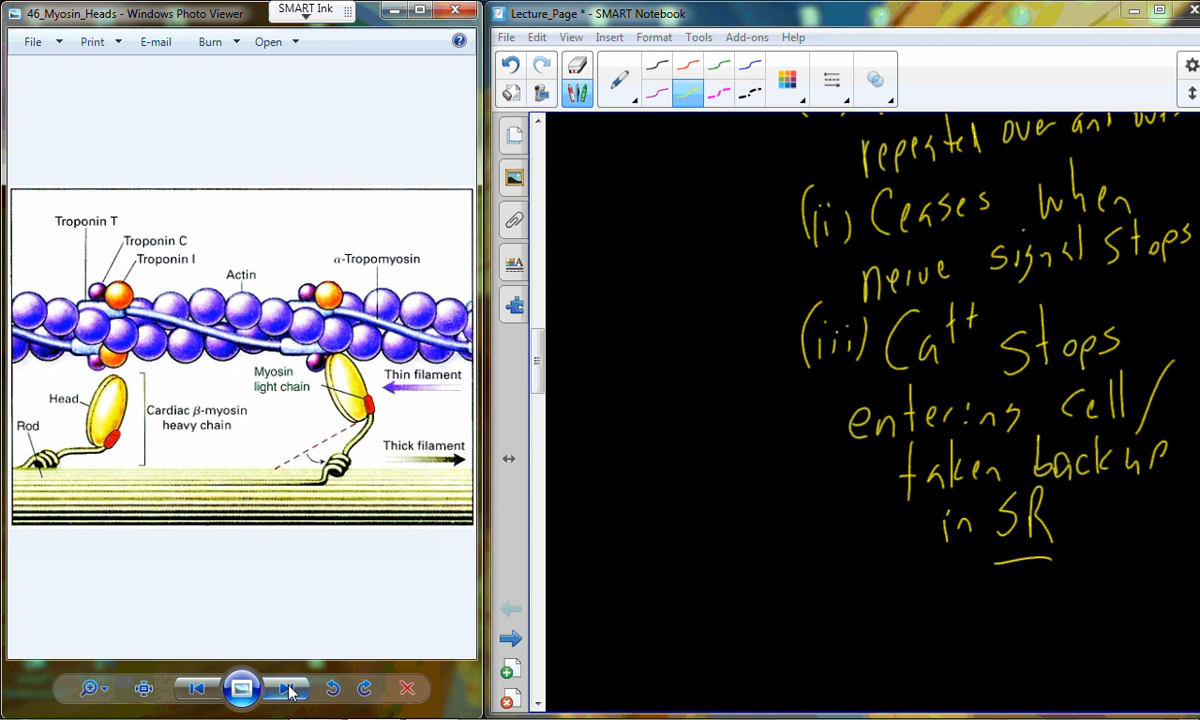 46_Myosin_Heads - Windows Photo Viewer
SMART Ink
File Print E-mail Burn Open
Troponin T
Troponin C
Troponin I
Actin
α-Tropomyosin
Myosin
light chain
Thin filament
Head
Cardiac β-myosin
heavy chain
Rod
Thick filament
Lecture_Page * - SMART Notebook
File Edit View Insert Format Tools Add-ons Help
repeated over and over
(ii) Ceases when
nerve signal stops
(iii) Ca++ stops
entering cell/
taken back up
in SR